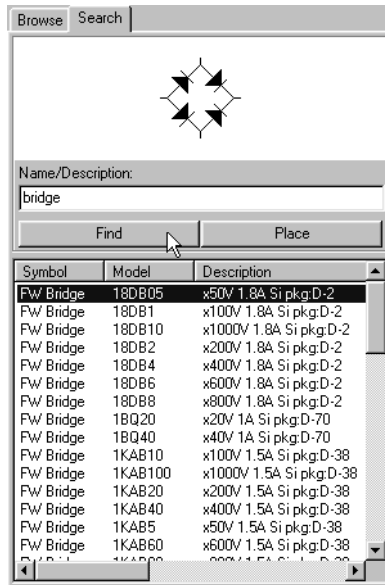 Browse Search
Name/Description:
bridge
Find Place
Symbol Model Description
FW Bridge 18DB05 x50V 1.8A Si pkg:D-2
FW Bridge 18DB1 x100V 1.8A Si pkg:D-2
FW Bridge 18DB10 x1000V 1.8A Si pkg:D-2
FW Bridge 18DB2 x200V 1.8A Si pkg:D-2
FW Bridge 18DB4 x400V 1.8A Si pkg:D-2
FW Bridge 18DB6 x600V 1.8A Si pkg:D-2
FW Bridge 18DB8 x800V 1.8A Si pkg:D-2
FW Bridge 1BQ20 x20V 1A Si pkg:D-70
FW Bridge 1BQ40 x40V 1A Si pkg:D-70
FW Bridge 1KAB10 x100V 1.5A Si pkg:D-38
FW Bridge 1KAB100 x1000V 1.5A Si pkg:D-38
FW Bridge 1KAB20 x200V 1.5A Si pkg:D-38
FW Bridge 1KAB40 x400V 1.5A Si pkg:D-38
FW Bridge 1KAB5 x50V 1.5A Si pkg:D-38
FW Bridge 1KAB60 x600V 1.5A Si pkg:D-38